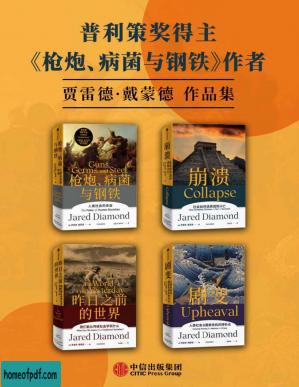 普利策奖得主
《枪炮、病菌与钢铁》作者
贾雷德·戴蒙德 作品集
Guns,
Germs, and Steel
枪炮、病菌
与钢铁
Jared Diamond
崩溃
Collapse
Jared Diamond
The
World
Until
Yesterday
昨日之前
的世界
Jared Diamond
剧变
Upheaval
Jared Diamond
中信出版集团
CITIC Press Group
homeofpdf.com